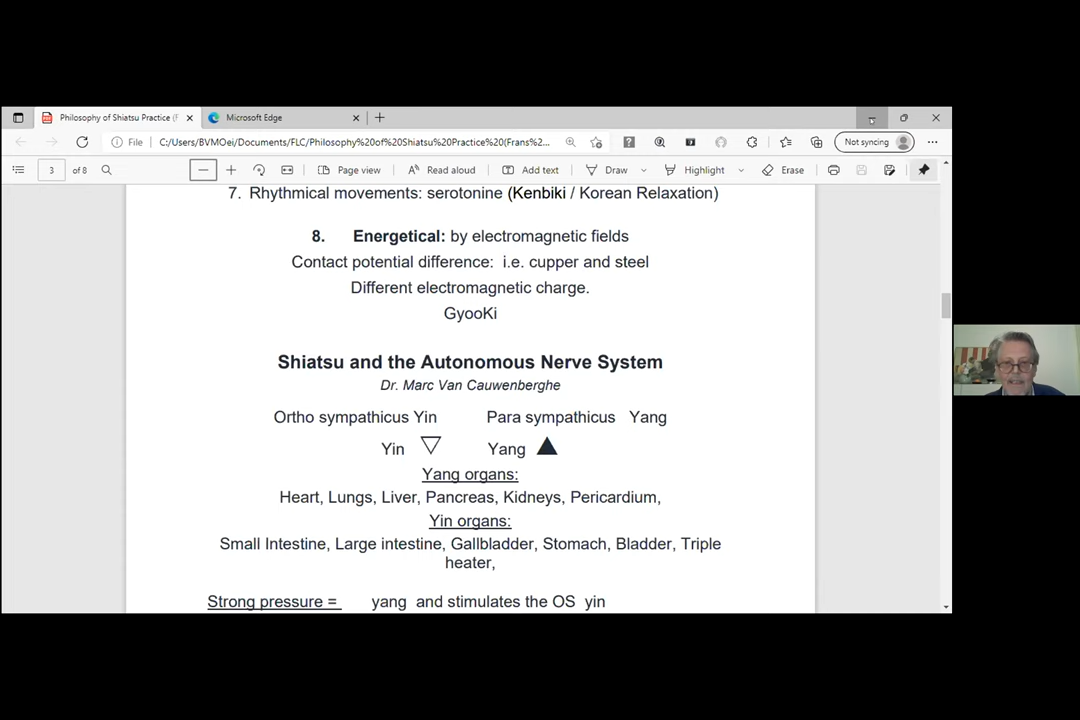 Philosophy of Shiatsu Practice (F
Microsoft Edge
File
C:/Users/BVMOei/Documents/FLC/Philosophy%20of%20Shiatsu%20Practice%20(Frans%2...
Not syncing
3 of 8
Page view
Read aloud
Add text
Draw
Highlight
Erase
7. Rhythmical movements: serotonine (Kenbiki / Korean Relaxation)
8. Energetical: by electromagnetic fields
Contact potential difference: i.e. cupper and steel
Different electromagnetic charge.
GyooKi
Shiatsu and the Autonomous Nerve System
Dr. Marc Van Cauwenberghe
Ortho sympathicus Yin Para sympathicus Yang
Yin ▽ Yang ▲
Yang organs:
Heart, Lungs, Liver, Pancreas, Kidneys, Pericardium,
Yin organs:
Small Intestine, Large intestine, Gallbladder, Stomach, Bladder, Triple
heater,
Strong pressure = yang and stimulates the OS yin